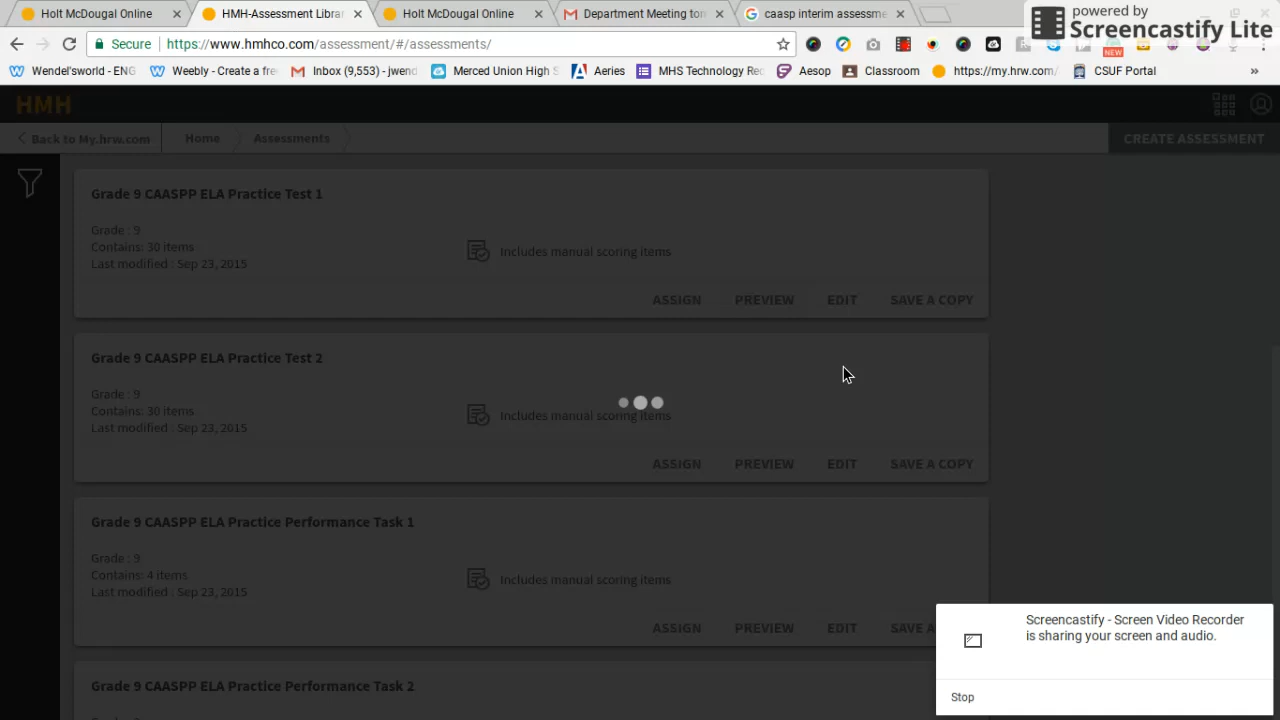 Holt McDougal Online
HMH-Assessment Libra
Holt McDougal Online
Department Meeting ton
caasp interim assessme
powered by
Screencastify Lite
Secure
https://www.hmhco.com/assessment/#/assessments/
NEW
Wendel'sworld - ENG
Weebly - Create a fre
Inbox (9,553) - jwend
Merced Union High S
Aeries
MHS Technology Req
Aesop
Classroom
https://my.hrw.com/
CSUF Portal
»
HMH
Back to My.hrw.com
Home
Assessments
CREATE ASSESSMENT
Grade 9 CAASPP ELA Practice Test 1
Grade : 9
Contains: 30 items
Last modified : Sep 23, 2015
Includes manual scoring items
ASSIGN PREVIEW EDIT SAVE A COPY
Grade 9 CAASPP ELA Practice Test 2
Grade : 9
Contains: 30 items
Last modified : Sep 23, 2015
Includes manual scoring items
ASSIGN PREVIEW EDIT SAVE A COPY
Grade 9 CAASPP ELA Practice Performance Task 1
Grade : 9
Contains: 4 items
Last modified : Sep 23, 2015
Includes manual scoring items
ASSIGN PREVIEW EDIT SAVE A
Grade 9 CAASPP ELA Practice Performance Task 2
Screencastify - Screen Video Recorder
is sharing your screen and audio.
Stop